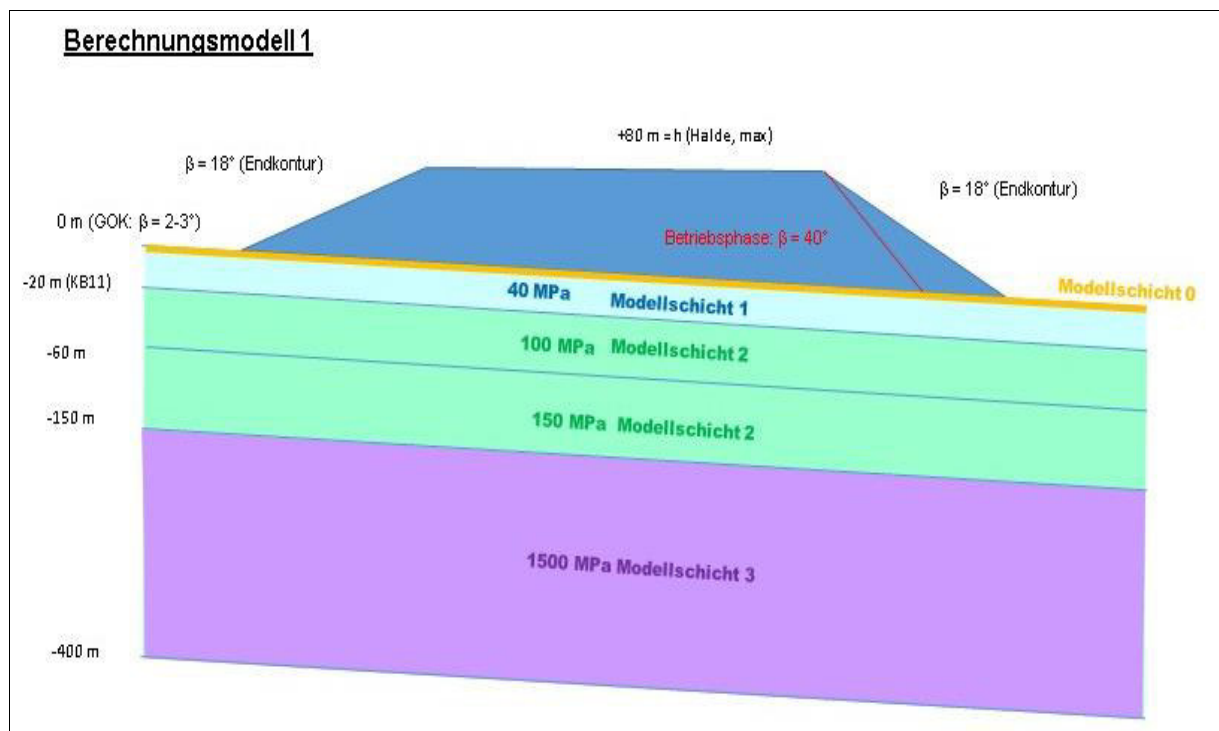 Berechnungsmodell 1
+80 m = h (Halde, max)
β = 18° (Endkontur)
β = 18° (Endkontur)
0 m (GOK: β = 2-3°)
Betriebsphase: β = 40°
-20 m (KB11)
Modellschicht 0
40 MPa Modellschicht 1
-60 m
100 MPa Modellschicht 2
-150 m
150 MPa Modellschicht 2
1500 MPa Modellschicht 3
-400 m